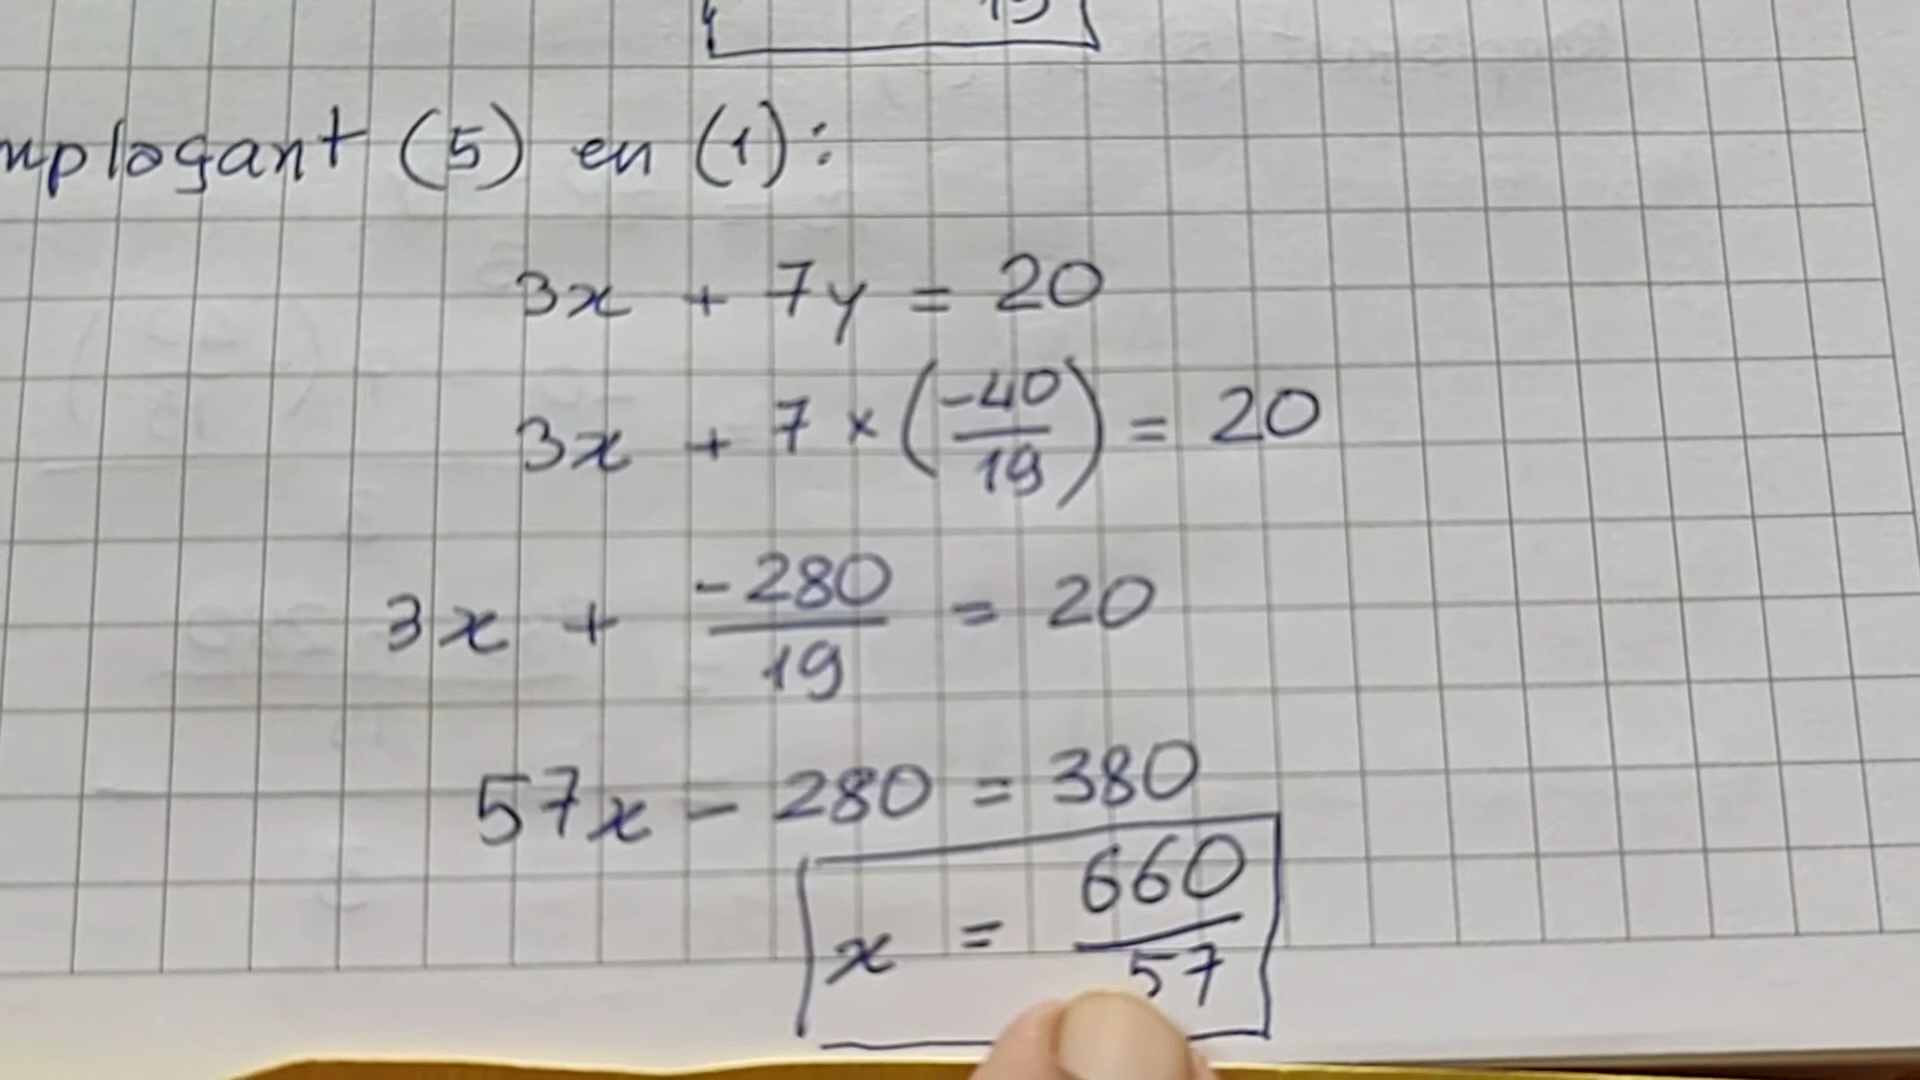 19
mplaçant (5) en (1):
3x + 7y = 20
3x + 7 × (-40/19) = 20
3x + -280/19 = 20
57x - 280 = 380
x = 660/57